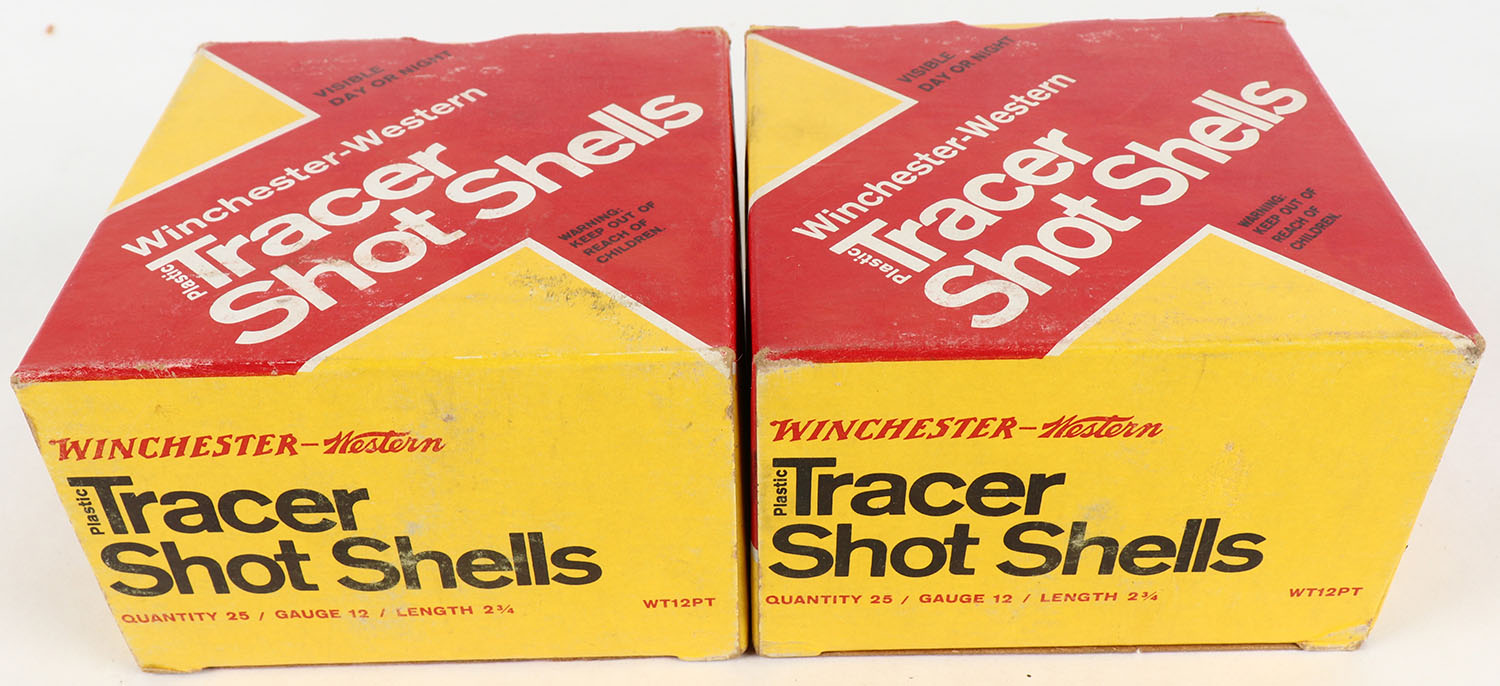 VISIBLE
DAY OR NIGHT
Winchester-Western
Plastic Tracer
Shot Shells
WARNING:
KEEP OUT OF
REACH OF
CHILDREN.
WINCHESTER-Western
Plastic Tracer
Shot Shells
QUANTITY 25 / GAUGE 12 / LENGTH 2¾
WT12PT
VISIBLE
DAY OR NIGHT
Winchester-Western
Plastic Tracer
Shot Shells
WARNING:
KEEP OUT OF
REACH OF
CHILDREN.
WINCHESTER-Western
Plastic Tracer
Shot Shells
QUANTITY 25 / GAUGE 12 / LENGTH 2¾
WT12PT